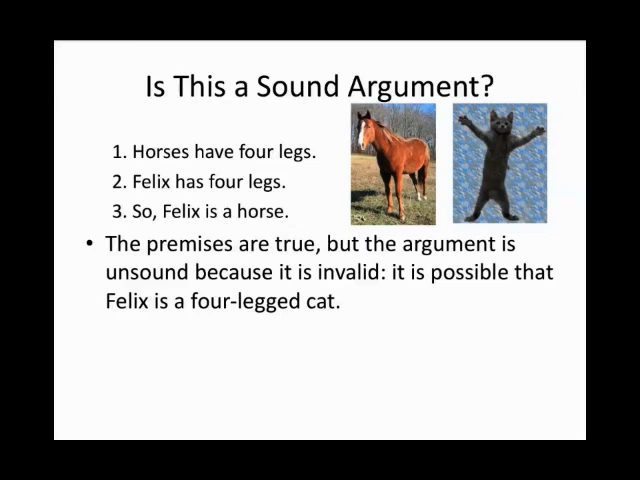 Is This a Sound Argument?
1. Horses have four legs.
2. Felix has four legs.
3. So, Felix is a horse.
• The premises are true, but the argument is
unsound because it is invalid: it is possible that
Felix is a four-legged cat.